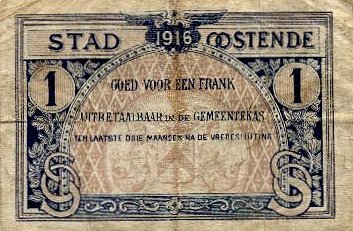 STAD 1916 OOSTENDE
1 GOED VOOR EEN FRANK 1
UITBETAALBAAR IN DE GEMEENTEKAS
TEN LAATSTE DRIE MAANDEN NA DE VREDESLUITING